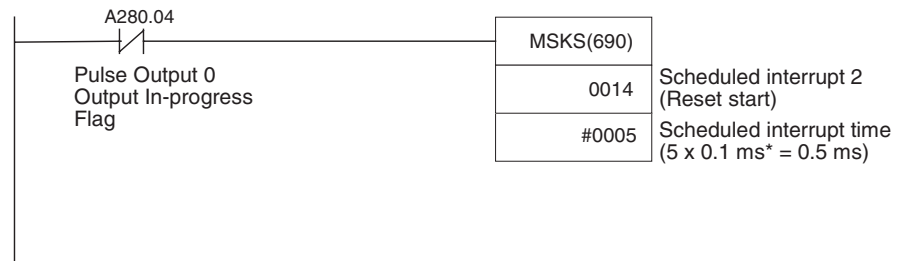 A280.04
MSKS(690)
Pulse Output 0
Output In-progress
Flag
0014
Scheduled interrupt 2
(Reset start)
#0005
Scheduled interrupt time
(5 x 0.1 ms* = 0.5 ms)